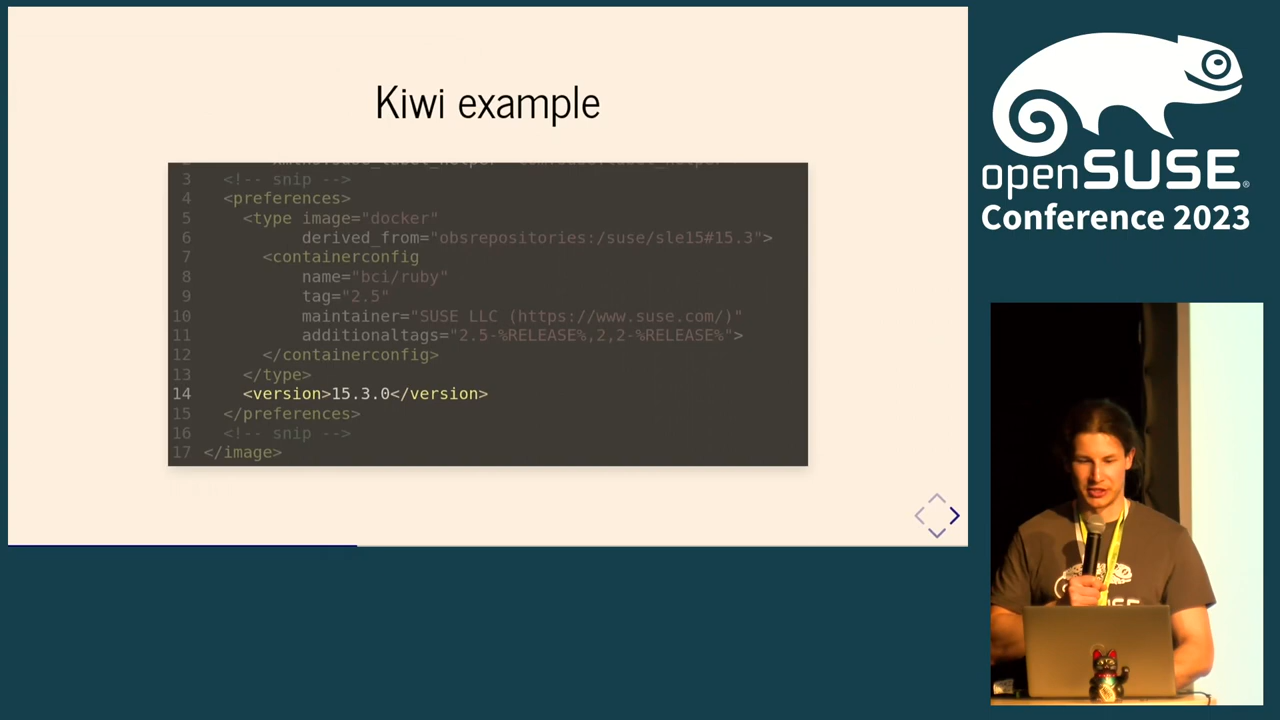 Kiwi example
3 <!-- snip -->
4 <preferences>
5 <type image="docker"
6 derived_from="obsrepositories:/suse/sle15#15.3">
7 <containerconfig
8 name="bci/ruby"
9 tag="2.5"
10 maintainer="SUSE LLC (https://www.suse.com/)"
11 additionaltags="2.5-%RELEASE%,2,2-%RELEASE%">
12 </containerconfig>
13 </type>
14 <version>15.3.0</version>
15 </preferences>
16 <!-- snip -->
17 </image>
openSUSE®
Conference 2023